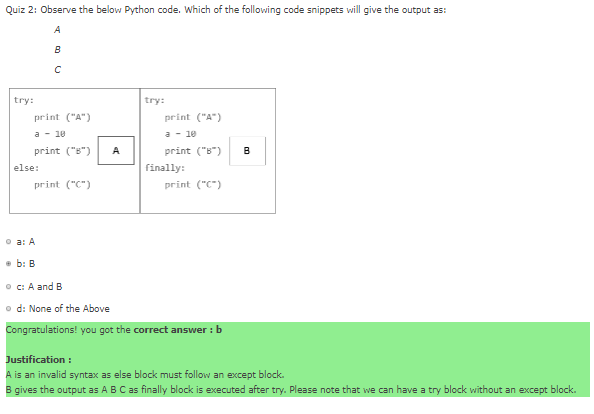 Quiz 2: Observe the below Python code. Which of the following code snippets will give the output as:
A
B
C
try:
print ("A")
a - 10
print ("B")
else:
print ("C")
A
try:
print ("A")
a - 10
print ("B")
finally:
print ("C")
B
a: A
b: B
c: A and B
d: None of the Above
Congratulations! you got the correct answer : b
Justification :
A is an invalid syntax as else block must follow an except block.
B gives the output as A B C as finally block is executed after try. Please note that we can have a try block without an except block.